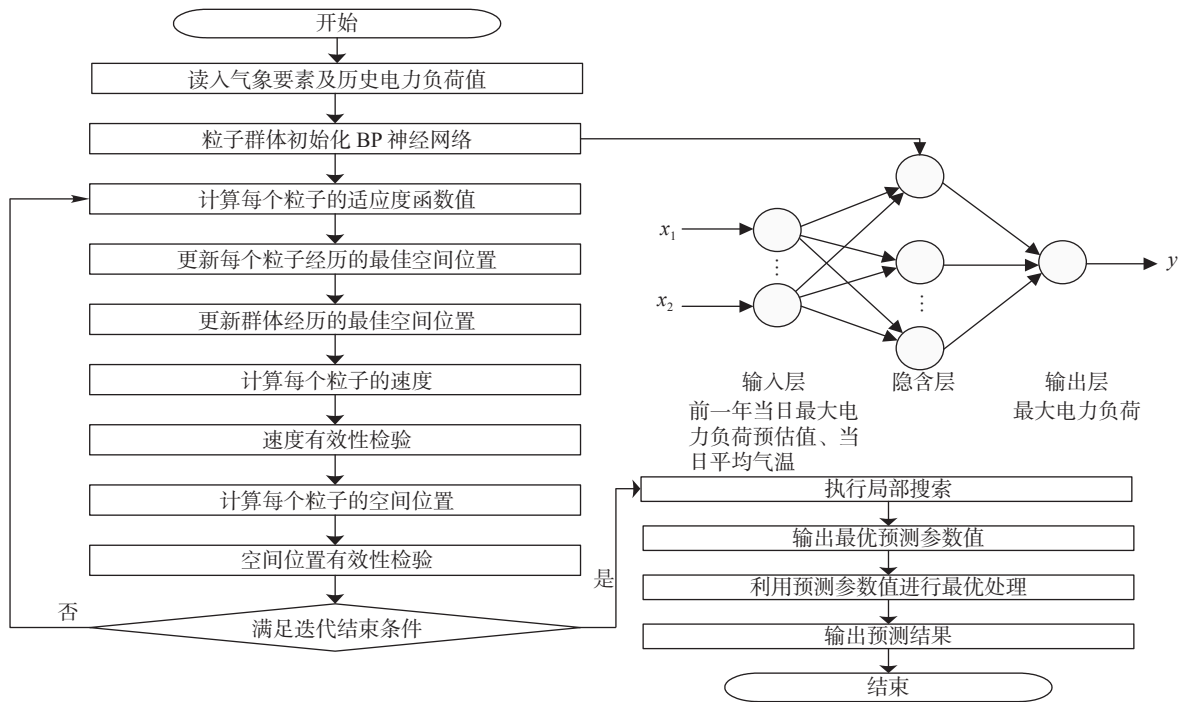 开始
读入气象要素及历史电力负荷值
粒子群体初始化 BP 神经网络
计算每个粒子的适应度函数值
更新每个粒子经历的最佳空间位置
更新群体经历的最佳空间位置
计算每个粒子的速度
速度有效性检验
计算每个粒子的空间位置
空间位置有效性检验
满足迭代结束条件
否
是
x1
⋮
x2
⋮
y
输入层
隐含层
输出层
前一年当日最大电
力负荷预估值、当
日平均气温
最大电力负荷
执行局部搜索
输出最优预测参数值
利用预测参数值进行最优处理
输出预测结果
结束